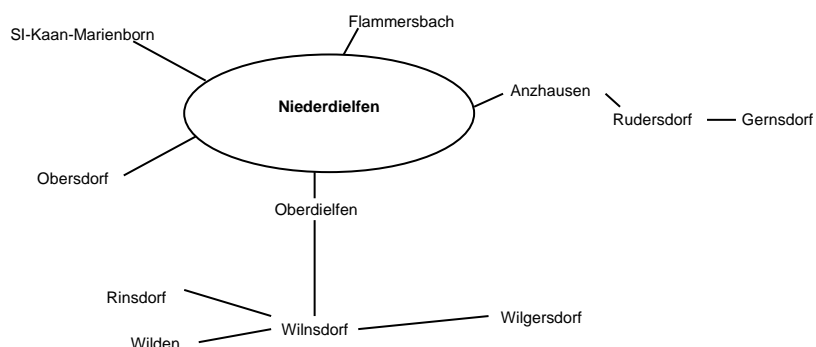 Flammersbach
SI-Kaan-Marienborn
Anzhausen
Niederdielfen
Rudersdorf
Gernsdorf
Obersdorf
Oberdielfen
Rinsdorf
Wilgersdorf
Wilnsdorf
Wilden